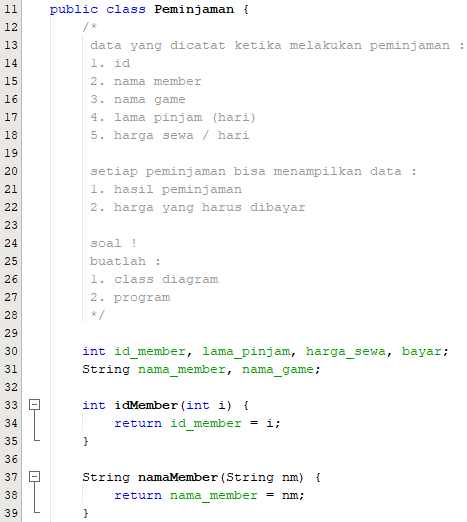 11 public class Peminjaman {
12 /*
13 data yang dicatat ketika melakukan peminjaman :
14 1. id
15 2. nama member
16 3. nama game
17 4. lama pinjam (hari)
18 5. harga sewa / hari
19
20 setiap peminjaman bisa menampilkan data :
21 1. hasil peminjaman
22 2. harga yang harus dibayar
23
24 soal !
25 buatlah :
26 1. class diagram
27 2. program
28 */
29
30 int id_member, lama_pinjam, harga_sewa, bayar;
31 String nama_member, nama_game;
32
33 int idMember(int i) {
34 return id_member = i;
35 }
36
37 String namaMember(String nm) {
38 return nama_member = nm;
39 }